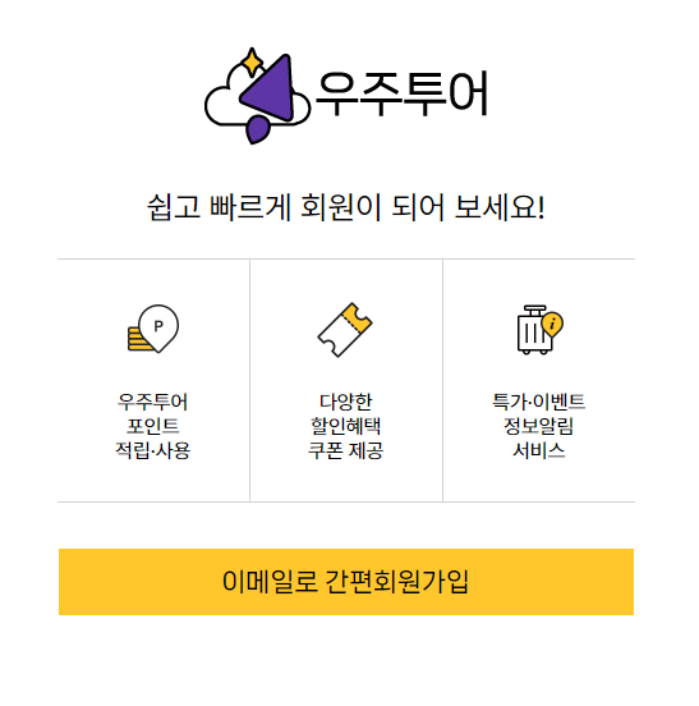 우주투어
쉽고 빠르게 회원이 되어 보세요!
P
i
우주투어
포인트
적립·사용
다양한
할인혜택
쿠폰 제공
특가·이벤트
정보알림
서비스
이메일로 간편회원가입